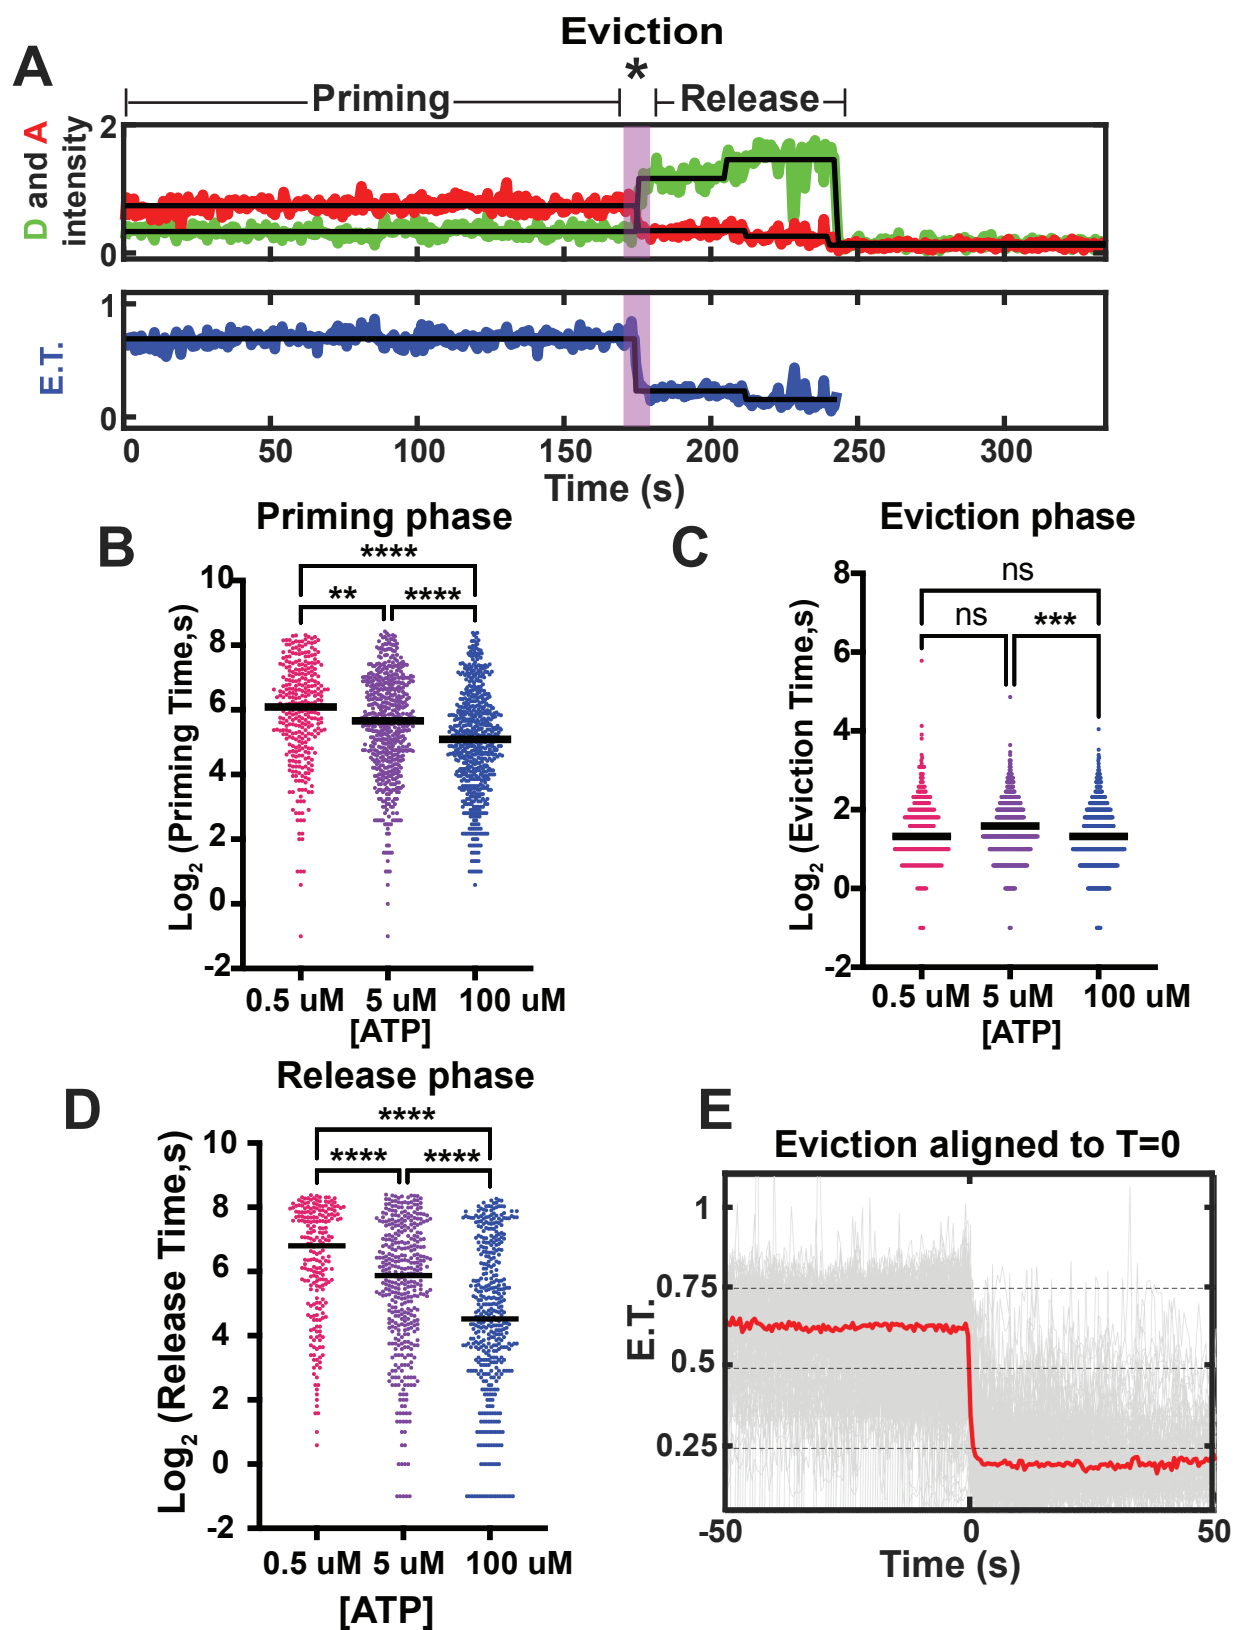 A
Eviction
*
Priming
Release
D and A
intensity
2
1
0
E.T.
1
0
0 50 100 150 200 250 300
Time (s)
B
Priming phase
****
** ****
Log2 (Priming Time,s)
10
8
6
4
2
0
-2
0.5 uM 5 uM 100 uM
[ATP]
C
Eviction phase
ns
ns ***
Log2 (Eviction Time,s)
8
6
4
2
0
-2
0.5 uM 5 uM 100 uM
[ATP]
D
Release phase
****
**** ****
Log2 (Release Time,s)
10
8
6
4
2
0
-2
0.5 uM 5 uM 100 uM
[ATP]
E
Eviction aligned to T=0
E.T.
1
0.75
0.5
0.25
-50 0 50
Time (s)